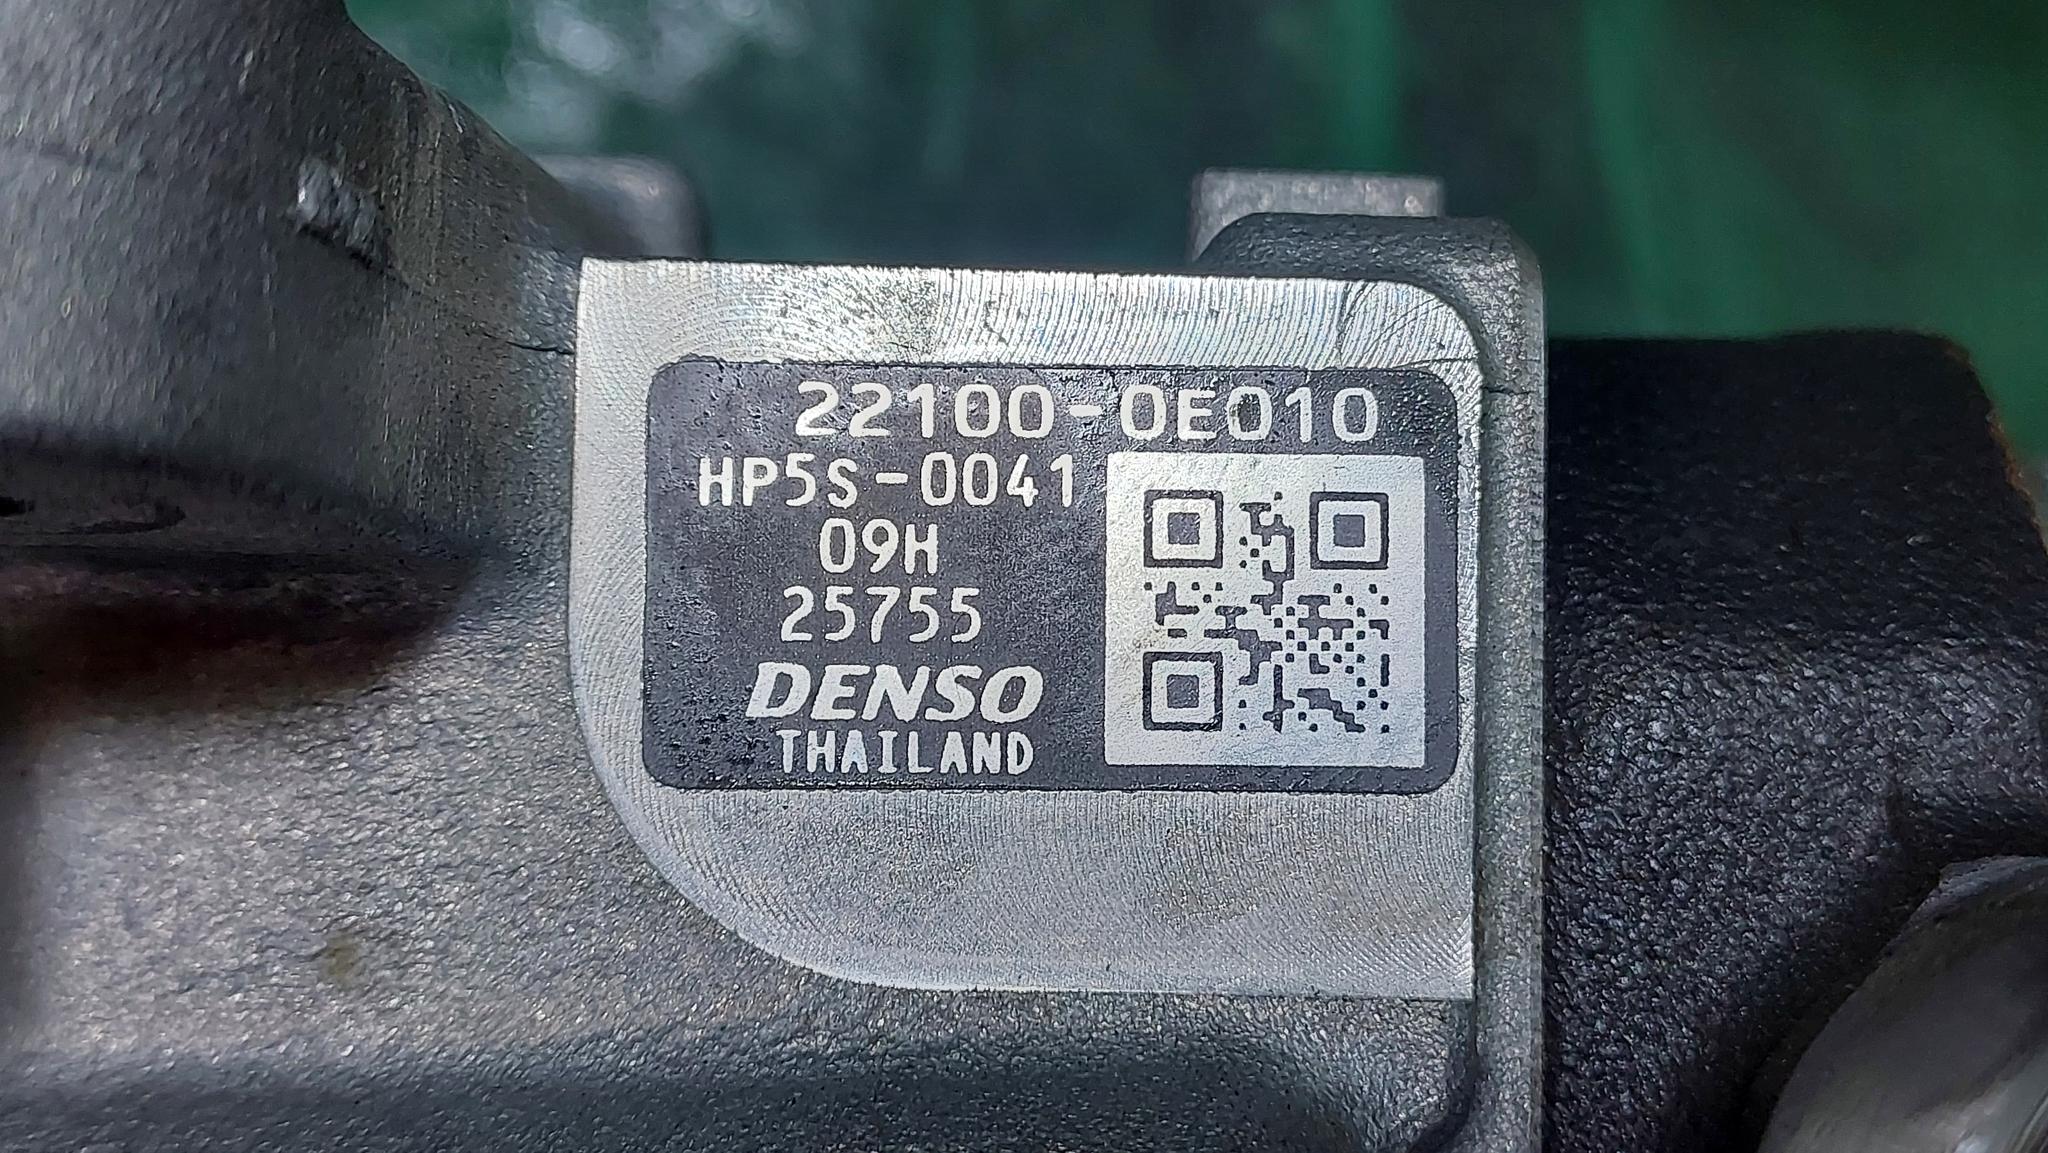 22100-0E010
HP5S-0041
09H
25755
DENSO
THAILAND